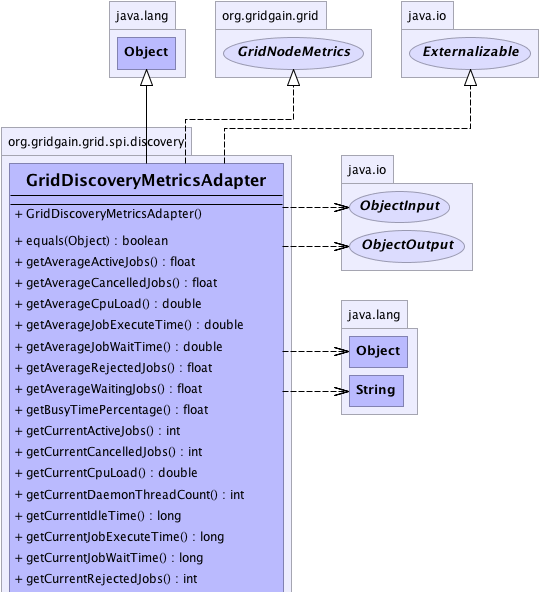 java.lang
Object
org.gridgain.grid
GridNodeMetrics
java.io
Externalizable
org.gridgain.grid.spi.discovery
GridDiscoveryMetricsAdapter
+ GridDiscoveryMetricsAdapter()
+ equals(Object) : boolean
+ getAverageActiveJobs() : float
+ getAverageCancelledJobs() : float
+ getAverageCpuLoad() : double
+ getAverageJobExecuteTime() : double
+ getAverageJobWaitTime() : double
+ getAverageRejectedJobs() : float
+ getAverageWaitingJobs() : float
+ getBusyTimePercentage() : float
+ getCurrentActiveJobs() : int
+ getCurrentCancelledJobs() : int
+ getCurrentCpuLoad() : double
+ getCurrentDaemonThreadCount() : int
+ getCurrentIdleTime() : long
+ getCurrentJobExecuteTime() : long
+ getCurrentJobWaitTime() : long
+ getCurrentRejectedJobs() : int
java.io
ObjectInput
ObjectOutput
java.lang
Object
String